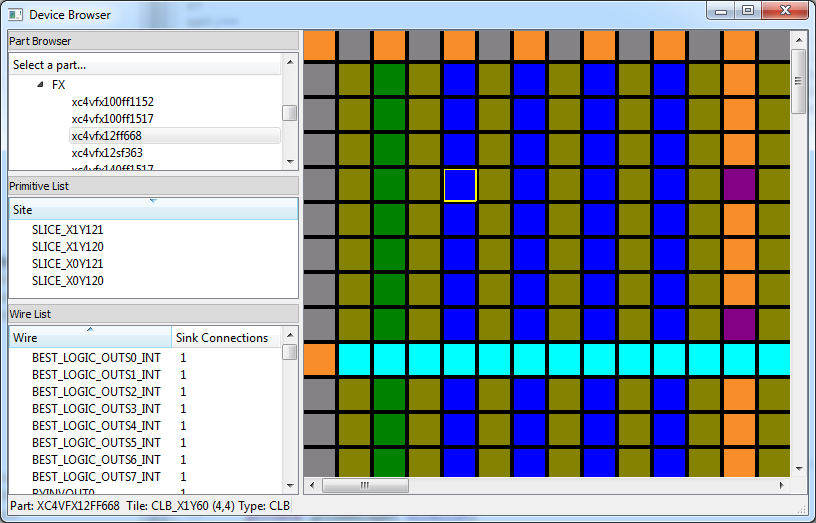 Device Browser
Part Browser
Select a part...
FX
xc4vfx100ff1152
xc4vfx100ff1517
xc4vfx12ff668
xc4vfx12sf363
xc4vfx140ff1517
Primitive List
Site
SLICE_X1Y121
SLICE_X1Y120
SLICE_X0Y121
SLICE_X0Y120
Wire List
Wire Sink Connections
BEST_LOGIC_OUTS0_INT 1
BEST_LOGIC_OUTS1_INT 1
BEST_LOGIC_OUTS2_INT 1
BEST_LOGIC_OUTS3_INT 1
BEST_LOGIC_OUTS4_INT 1
BEST_LOGIC_OUTS5_INT 1
BEST_LOGIC_OUTS6_INT 1
BEST_LOGIC_OUTS7_INT 1
Part: XC4VFX12FF668 Tile: CLB_X1Y60 (4,4) Type: CLB